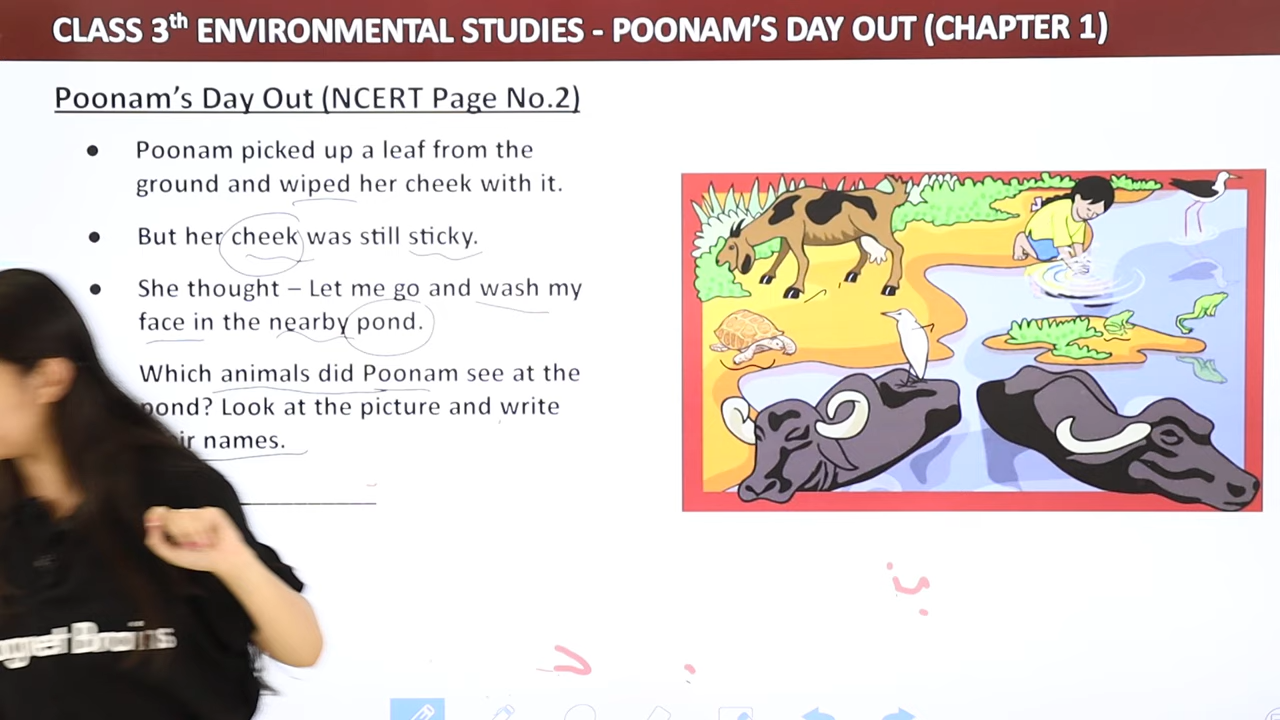 CLASS 3th ENVIRONMENTAL STUDIES - POONAM'S DAY OUT (CHAPTER 1)
Poonam's Day Out (NCERT Page No.2)
• Poonam picked up a leaf from the
ground and wiped her cheek with it.
• But her cheek was still sticky.
• She thought – Let me go and wash my
face in the nearby pond.
Which animals did Poonam see at the
pond? Look at the picture and write
names.